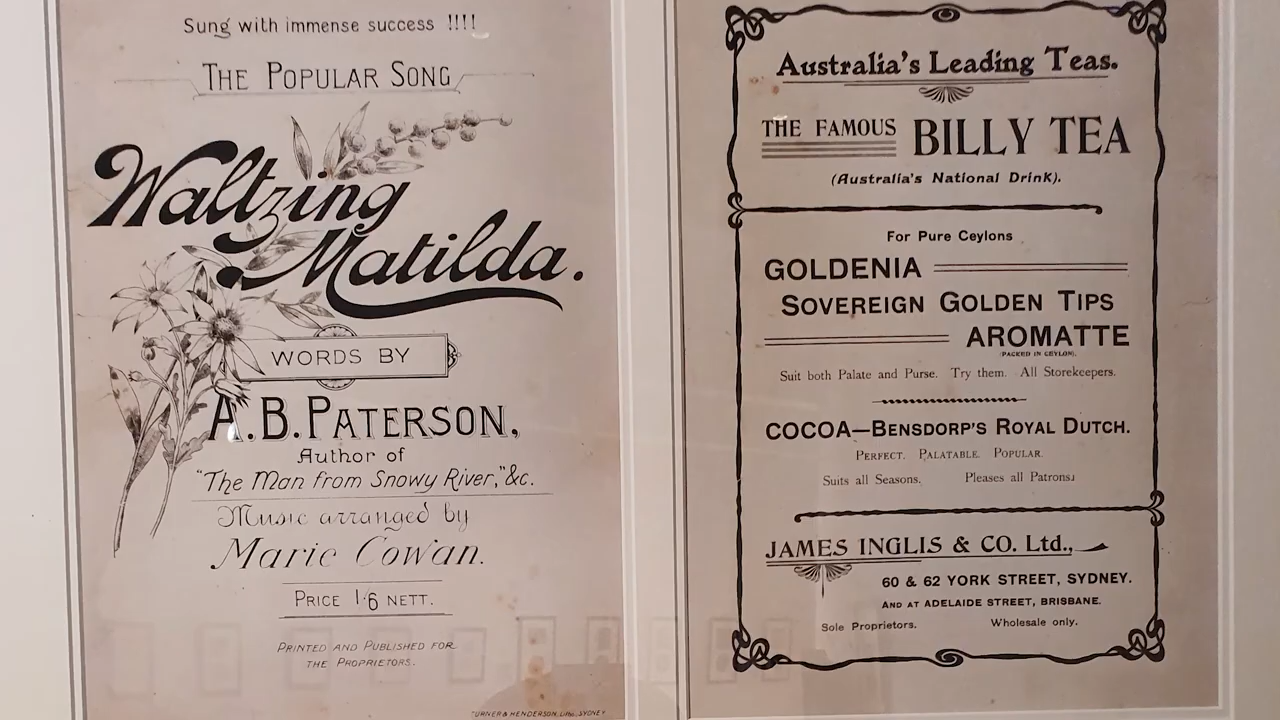 Sung with immense success !!!!
THE POPULAR SONG
Waltzing
Matilda.
WORDS BY
A.B. PATERSON,
Author of
"The Man from Snowy River," &c.
Music arranged by
Marie Cowan.
PRICE 1·6 NETT.
PRINTED AND PUBLISHED FOR
THE PROPRIETORS.
TURNER & HENDERSON, Litho, SYDNEY
Australia's Leading Teas.
THE FAMOUS BILLY TEA
(Australia's National Drink).
For Pure Ceylons
GOLDENIA
SOVEREIGN GOLDEN TIPS
AROMATTE
(PACKED IN CEYLON).
Suit both Palate and Purse. Try them. All Storekeepers.
COCOA—BENSDORP'S ROYAL DUTCH.
PERFECT. PALATABLE. POPULAR.
Suits all Seasons. Pleases all Patrons.
JAMES INGLIS & CO. Ltd.,
60 & 62 YORK STREET, SYDNEY.
AND AT ADELAIDE STREET, BRISBANE.
Sole Proprietors. Wholesale only.